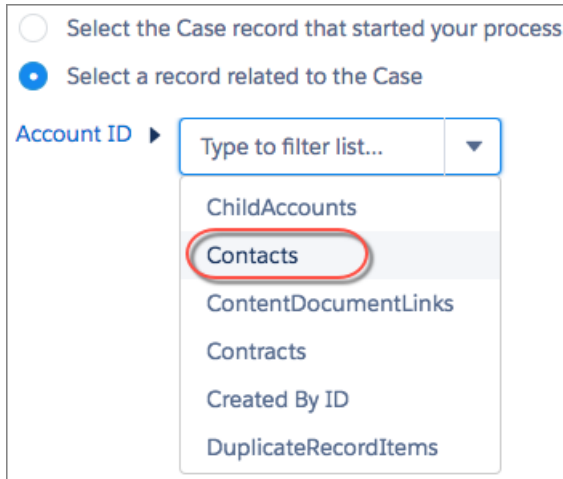 Select the Case record that started your process
Select a record related to the Case
Account ID
Type to filter list...
ChildAccounts
Contacts
ContentDocumentLinks
Contracts
Created By ID
DuplicateRecordItems